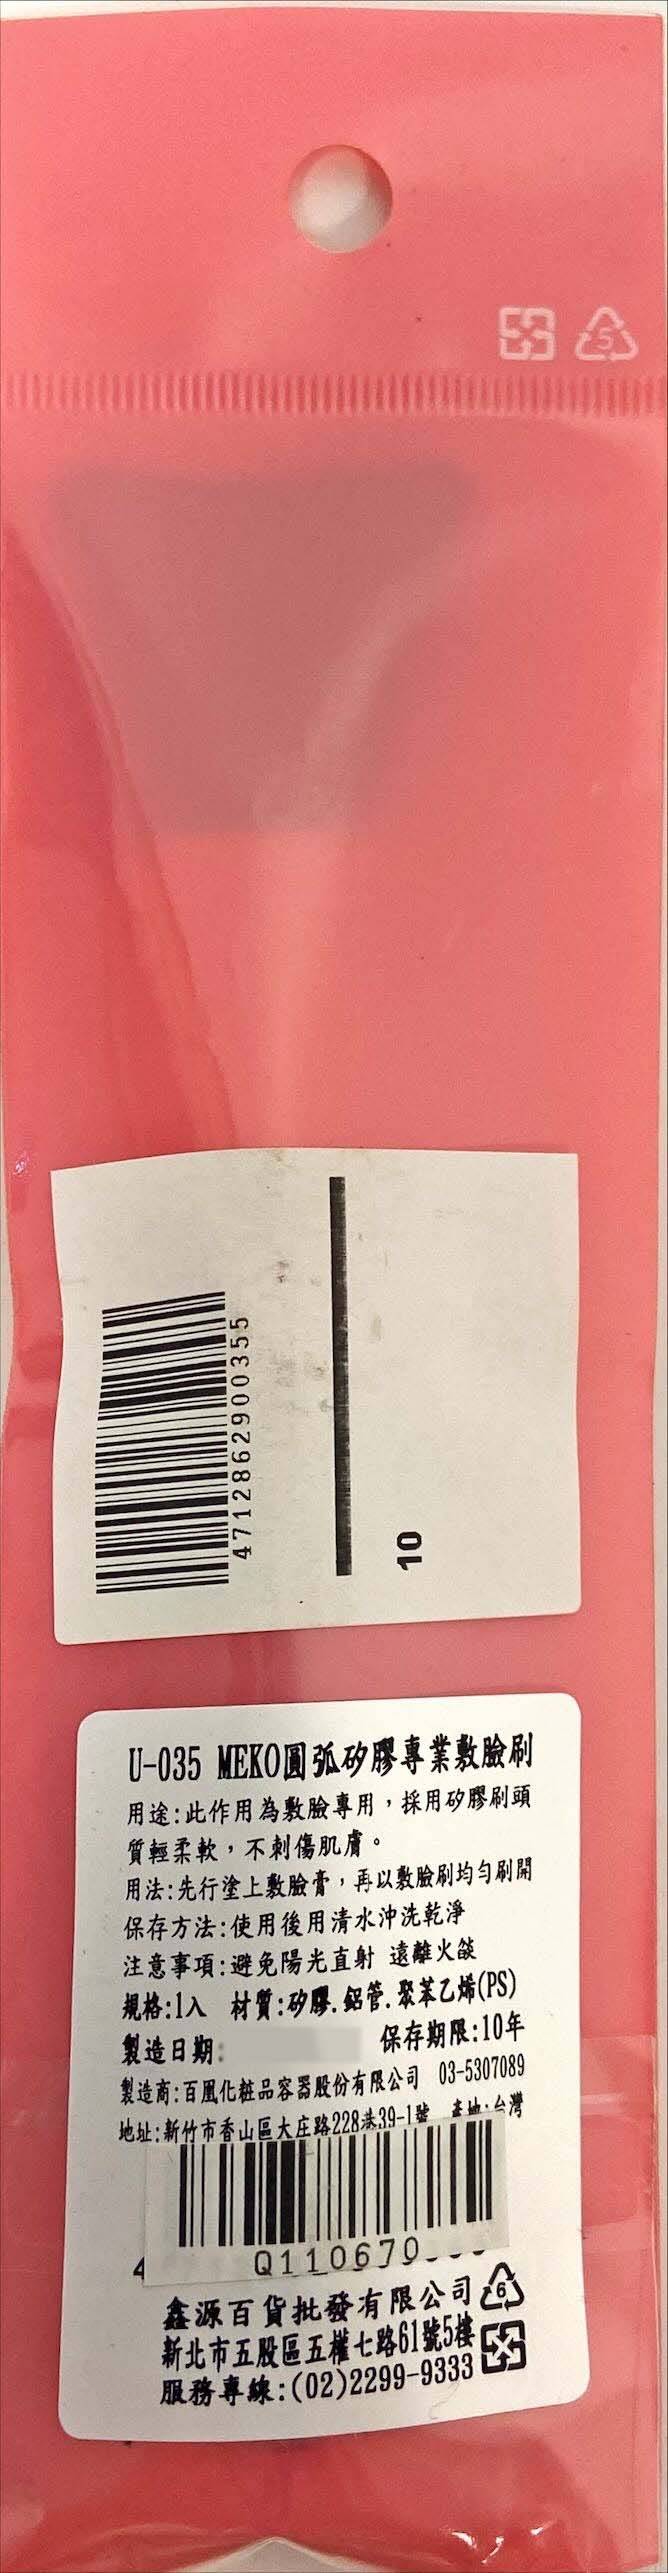 5
4712862900355
10
U-035 MEKO圓弧矽膠專業敷臉刷
用途:此作用為敷臉專用，採用矽膠刷頭
質輕柔軟，不刺傷肌膚。
用法:先行塗上敷臉膏，再以敷臉刷均勻刷開
保存方法:使用後用清水沖洗乾淨
注意事項:避免陽光直射 遠離火燄
規格:1入 材質:矽膠.鋁管.聚苯乙烯(PS)
製造日期: 保存期限:10年
製造商:百凰化粧品容器股份有限公司 03-5307089
地址:新竹市香山區大庄路228巷39-1號 產地:台灣
4
Q110670
鑫源百貨批發有限公司
6
新北市五股區五權七路61號5樓
服務專線:(02)2299-9333